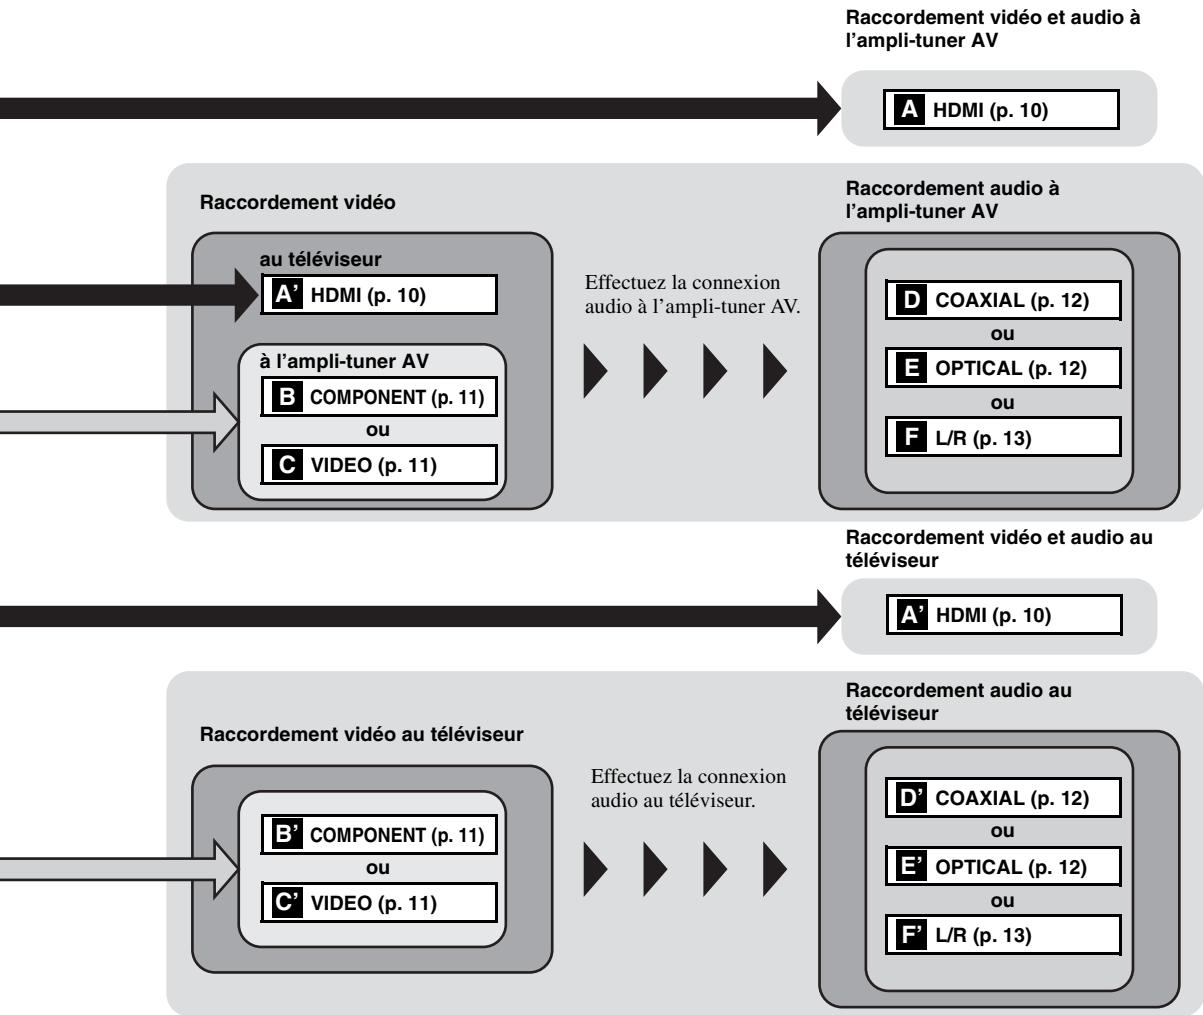 Raccordement vidéo et audio à
l’ampli-tuner AV
A HDMI (p. 10)
Raccordement vidéo
au téléviseur
A’ HDMI (p. 10)
à l’ampli-tuner AV
B COMPONENT (p. 11)
ou
C VIDEO (p. 11)
Effectuez la connexion
audio à l’ampli-tuner AV.
Raccordement audio à
l’ampli-tuner AV
D COAXIAL (p. 12)
ou
E OPTICAL (p. 12)
ou
F L/R (p. 13)
Raccordement vidéo et audio au
téléviseur
A’ HDMI (p. 10)
Raccordement vidéo au téléviseur
B’ COMPONENT (p. 11)
ou
C’ VIDEO (p. 11)
Effectuez la connexion
audio au téléviseur.
Raccordement audio au
téléviseur
D’ COAXIAL (p. 12)
ou
E’ OPTICAL (p. 12)
ou
F’ L/R (p. 13)